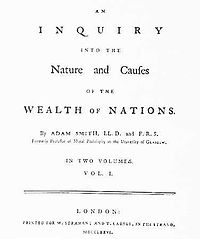 AN
INQUIRY
INTO THE
Nature and Cauſes
OF THE
WEALTH OF NATIONS.
By ADAM SMITH, LL.D. and F.R.S.
Formerly Profeſſor of Moral Philoſophy in the Univerſity of GLASGOW.
IN TWO VOLUMES.
VOL. I.
LONDON:
PRINTED FOR W. STRAHAN; AND T. CADELL, IN THE STRAND.
MDCCLXXVI.